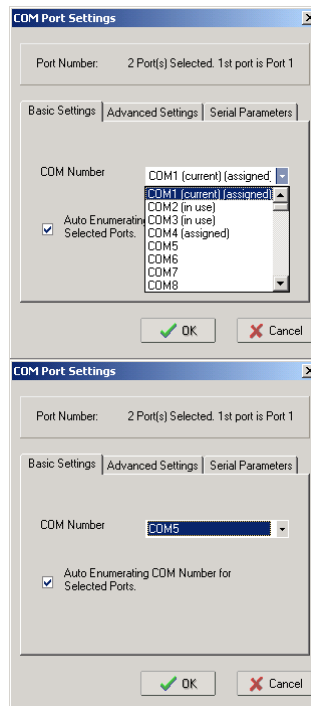 COM Port Settings
Port Number: 2 Port(s) Selected. 1st port is Port 1
Basic Settings Advanced Settings Serial Parameters
COM Number COM1 (current) (assigned)
COM1 (current) (assigned)
COM2 (in use)
Auto Enumerating COM3 (in use)
Selected Ports. COM4 (assigned)
COM5
COM6
COM7
COM8
OK Cancel
COM Port Settings
Port Number: 2 Port(s) Selected. 1st port is Port 1
Basic Settings Advanced Settings Serial Parameters
COM Number COM5
Auto Enumerating COM Number for
Selected Ports.
OK Cancel